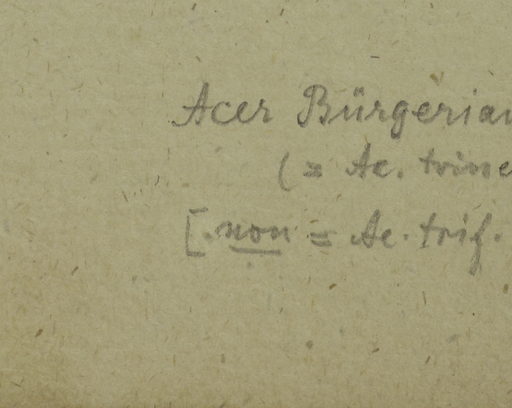 Acer Bürgerian
( = Ac. trine
[. non = Ac. trif.